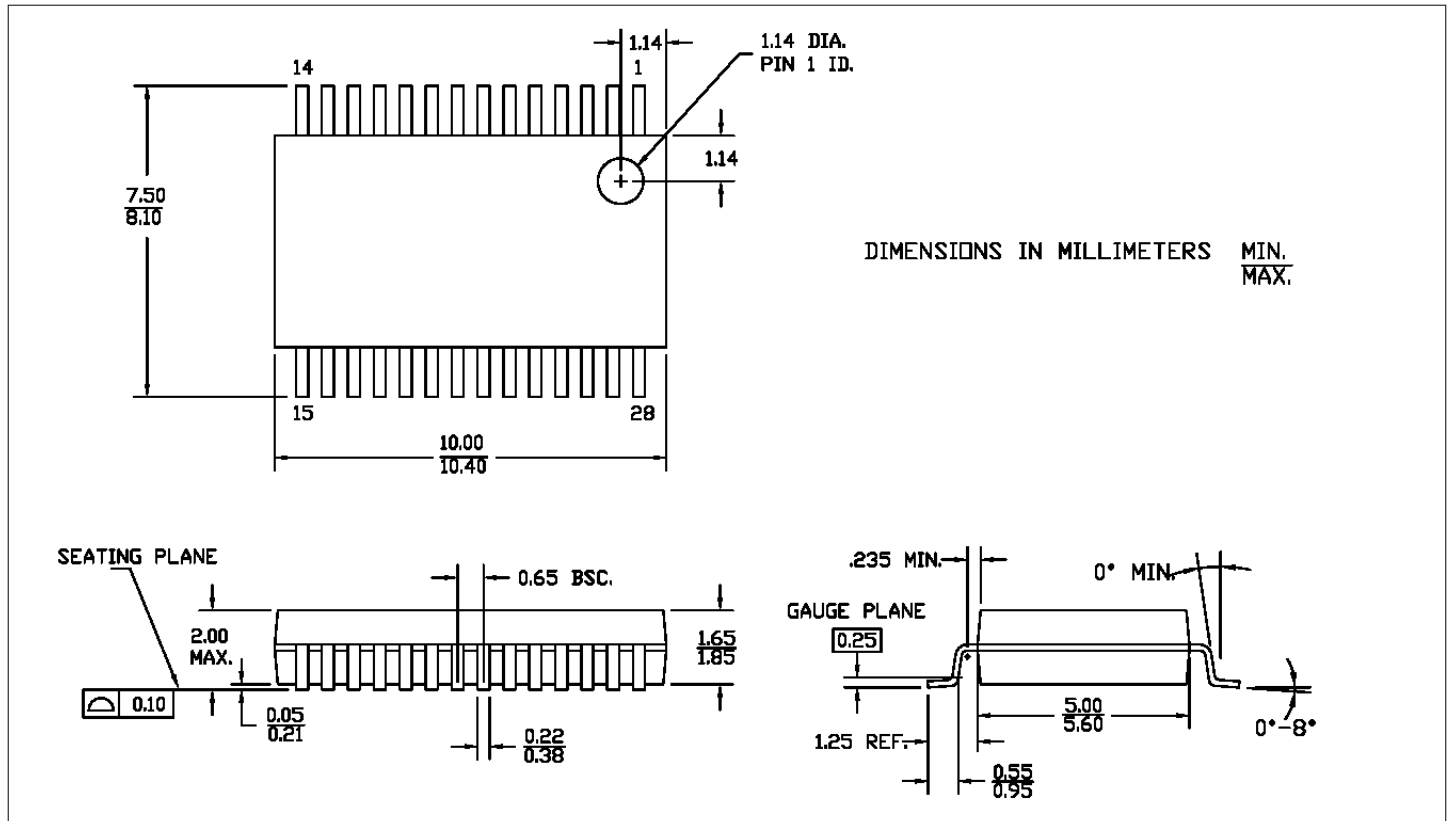 1.14
1.14 DIA.
PIN 1 ID.
14
1
1.14
7.50
8.10
DIMENSIONS IN MILLIMETERS MIN.
MAX.
15
28
10.00
10.40
SEATING PLANE
0.65 BSC.
.235 MIN.
0° MIN.
GAUGE PLANE
0.25
2.00
MAX.
1.65
1.85
0.10
0.05
0.21
0.22
0.38
5.00
5.60
0°-8°
1.25 REF.
0.55
0.95